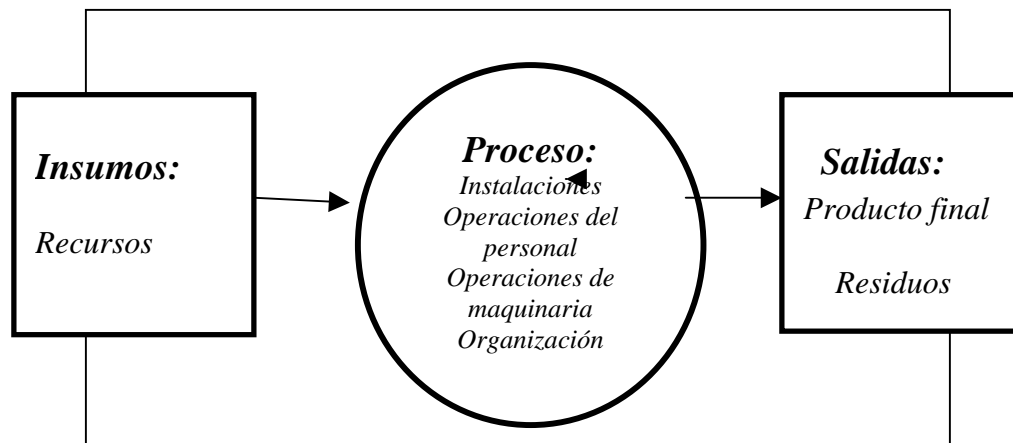 Insumos:
Recursos
Proceso:
Instalaciones
Operaciones del
personal
Operaciones de
maquinaria
Organización
Salidas:
Producto final
Residuos